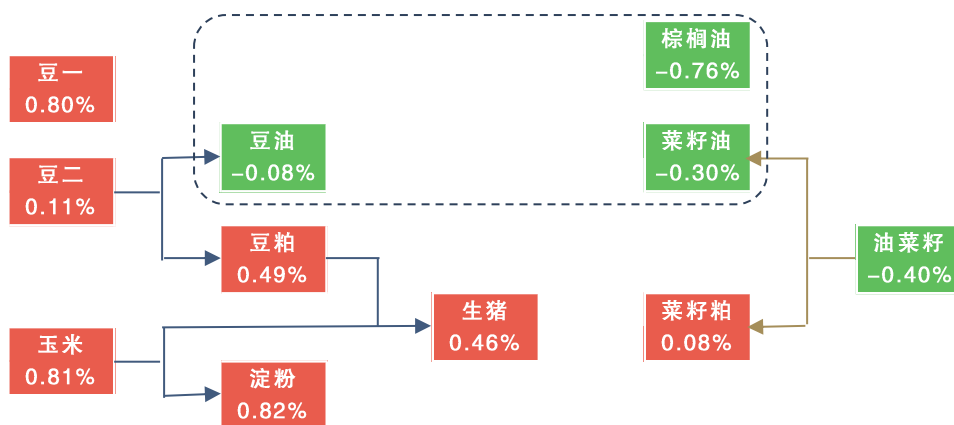 棕榈油
-0.76%
豆一
0.80%
豆油
-0.08%
菜籽油
-0.30%
豆二
0.11%
豆粕
0.49%
油菜籽
-0.40%
生猪
0.46%
菜籽粕
0.08%
玉米
0.81%
淀粉
0.82%